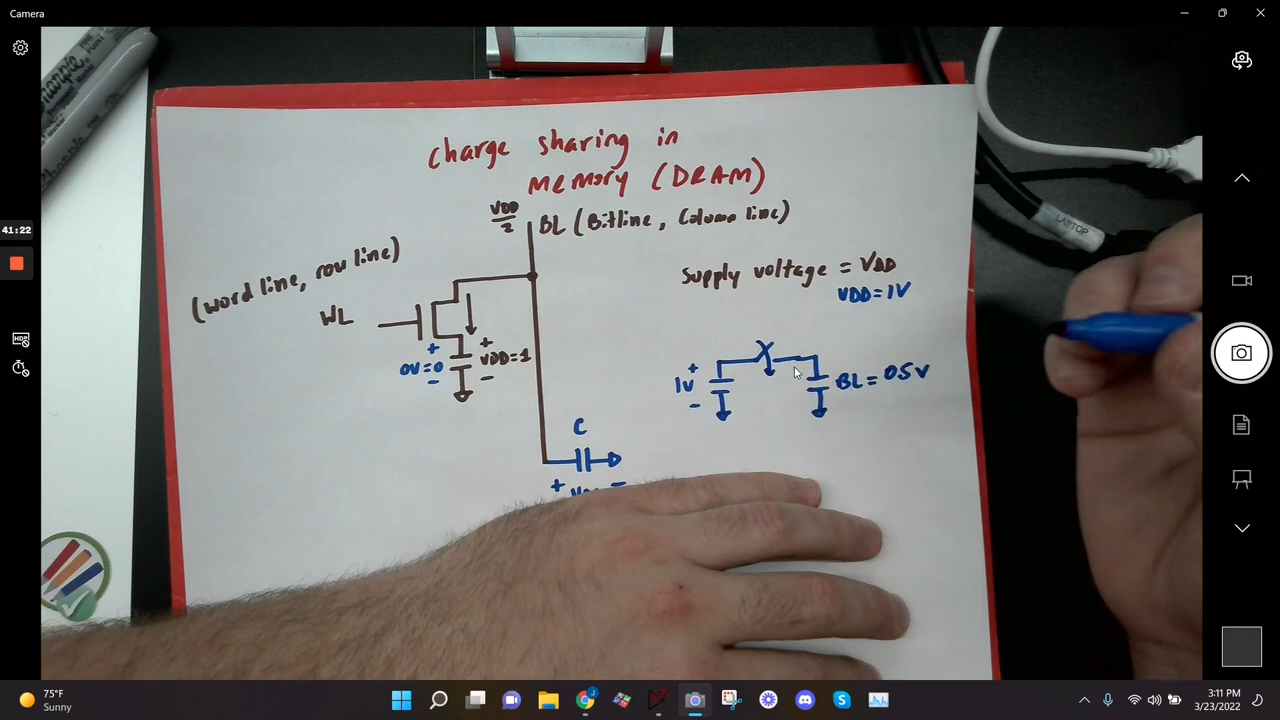 Camera
41:22
sharpie
charge sharing in
memory (DRAM)
VDD
2
BL (Bitline, Column line)
(word line, row line)
WL
+
0V=0
-
+
VDD=1
-
C
+
-
supply voltage = VDD
VDD=1V
+
1V
-
BL = 0.5V
LAPTOP
75°F
Sunny
3:11 PM
3/23/2022